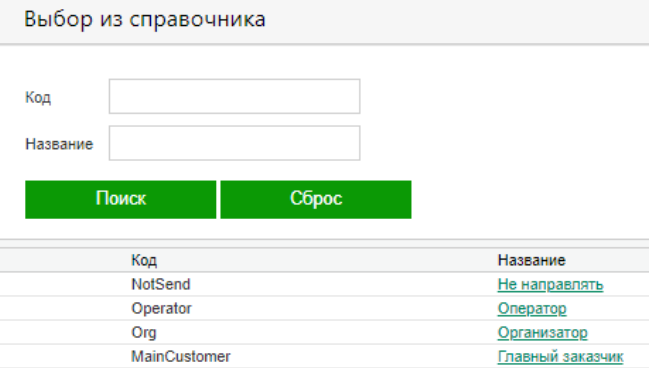 Выбор из справочника
Код
Название
Поиск Сброс
Код Название
NotSend Не направлять
Operator Оператор
Org Организатор
MainCustomer Главный заказчик